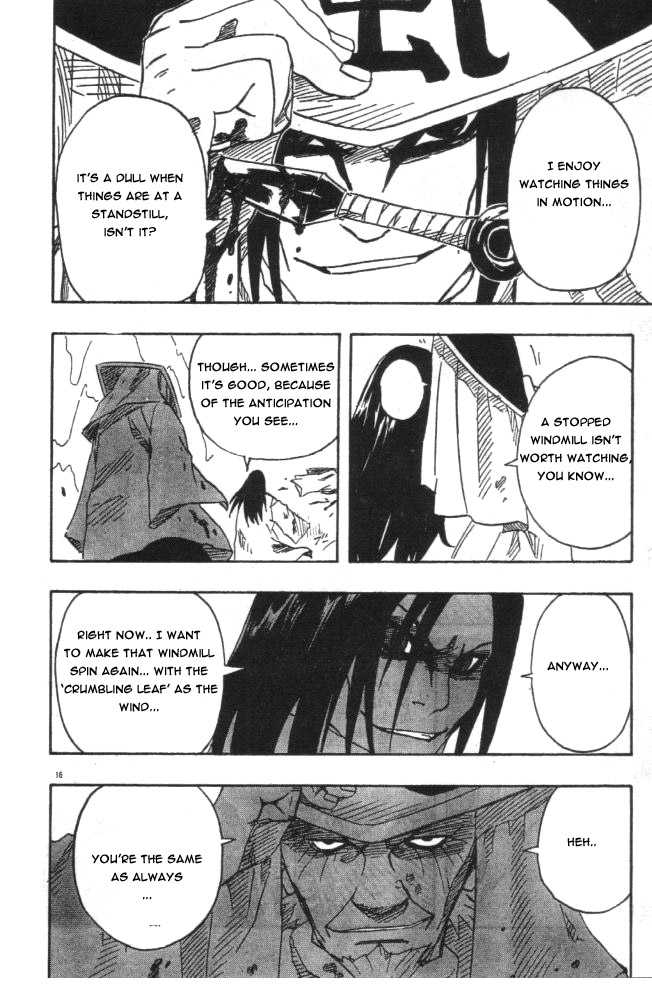 I ENJOY
WATCHING THINGS
IN MOTION...
IT'S A DULL WHEN
THINGS ARE AT A
STANDSTILL,
ISN'T IT?
A STOPPED
WINDMILL ISN'T
WORTH WATCHING,
YOU KNOW...
THOUGH... SOMETIMES
IT'S GOOD, BECAUSE
OF THE ANTICIPATION
YOU SEE...
ANYWAY...
RIGHT NOW.. I WANT
TO MAKE THAT WINDMILL
SPIN AGAIN... WITH THE
'CRUMBLING LEAF' AS THE
WIND...
16
HEH..
YOU'RE THE SAME
AS ALWAYS
...
....